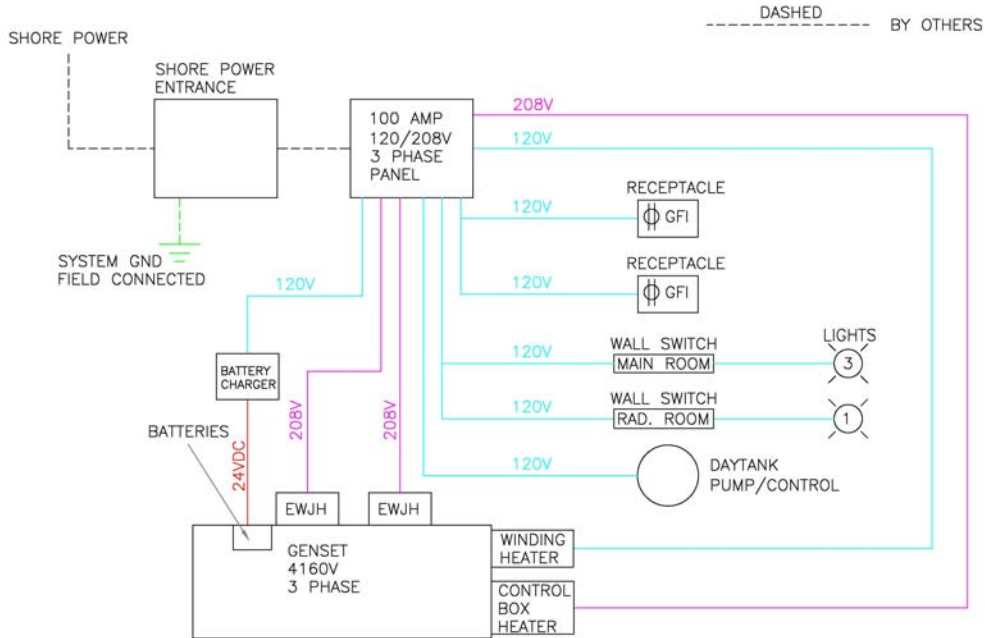 DASHED
BY OTHERS
SHORE POWER
SHORE POWER
ENTRANCE
100 AMP
120/208V
3 PHASE
PANEL
208V
120V
RECEPTACLE
120V
GFI
SYSTEM GND
FIELD CONNECTED
RECEPTACLE
120V
GFI
120V
LIGHTS
WALL SWITCH
120V
MAIN ROOM
3
BATTERY
CHARGER
WALL SWITCH
120V
RAD. ROOM
1
BATTERIES
24VDC
208V
208V
120V
DAYTANK
PUMP/CONTROL
EWJH
EWJH
GENSET
4160V
3 PHASE
WINDING
HEATER
CONTROL
BOX
HEATER